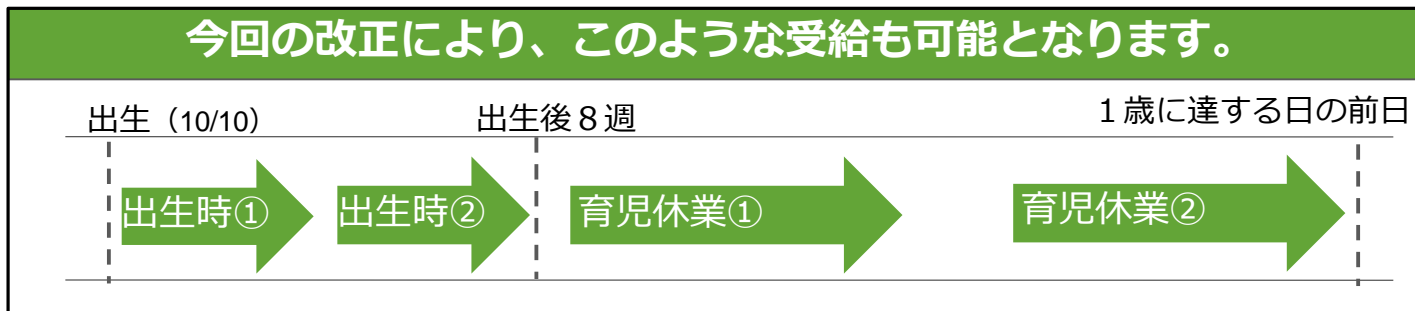 今回の改正により、このような受給も可能となります。
出生（10/10）
出生後８週
１歳に達する日の前日
出生時①
出生時②
育児休業①
育児休業②